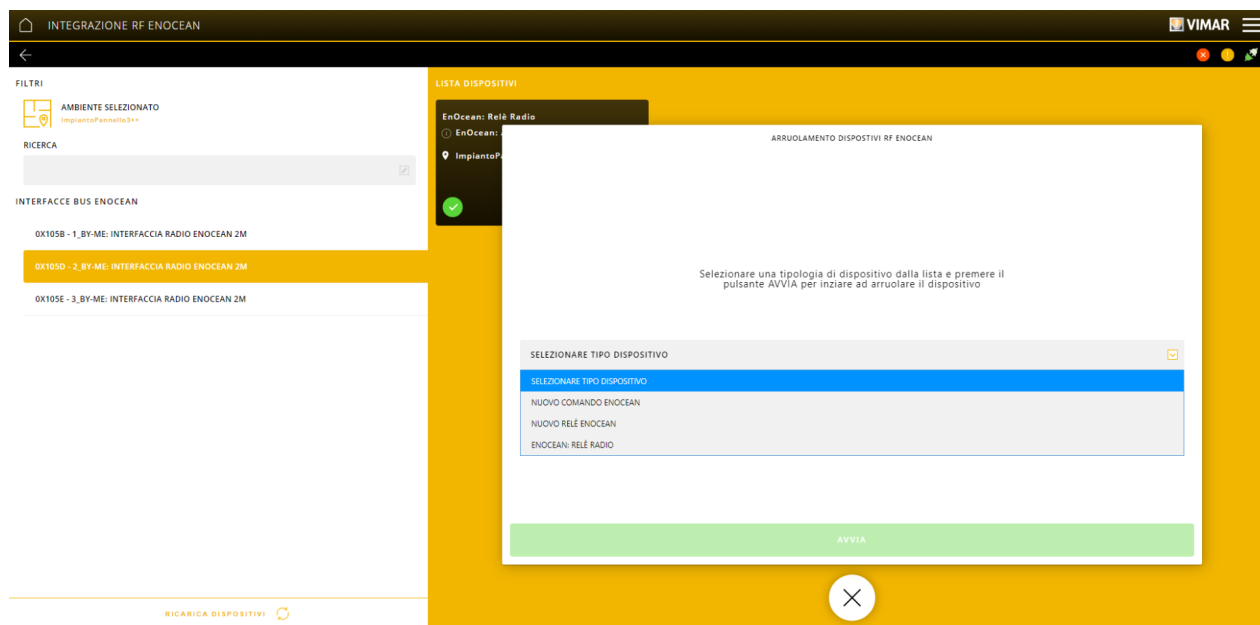 INTEGRAZIONE RF ENOCEAN
VIMAR
FILTRI
AMBIENTE SELEZIONATO
ImpiantoPannello3++
RICERCA
INTERFACCE BUS ENOCEAN
0X105B - 1_BY-ME: INTERFACCIA RADIO ENOCEAN 2M
0X105D - 2_BY-ME: INTERFACCIA RADIO ENOCEAN 2M
0X105E - 3_BY-ME: INTERFACCIA RADIO ENOCEAN 2M
RICARICA DISPOSITIVI
LISTA DISPOSITIVI
EnOcean: Relè Radio
EnOcean:
ImpiantoPa
ARRUOLAMENTO DISPOSTIVI RF ENOCEAN
Selezionare una tipologia di dispositivo dalla lista e premere il
pulsante AVVIA per inziare ad arruolare il dispositivo
SELEZIONARE TIPO DISPOSITIVO
SELEZIONARE TIPO DISPOSITIVO
NUOVO COMANDO ENOCEAN
NUOVO RELÈ ENOCEAN
ENOCEAN: RELÈ RADIO
AVVIA